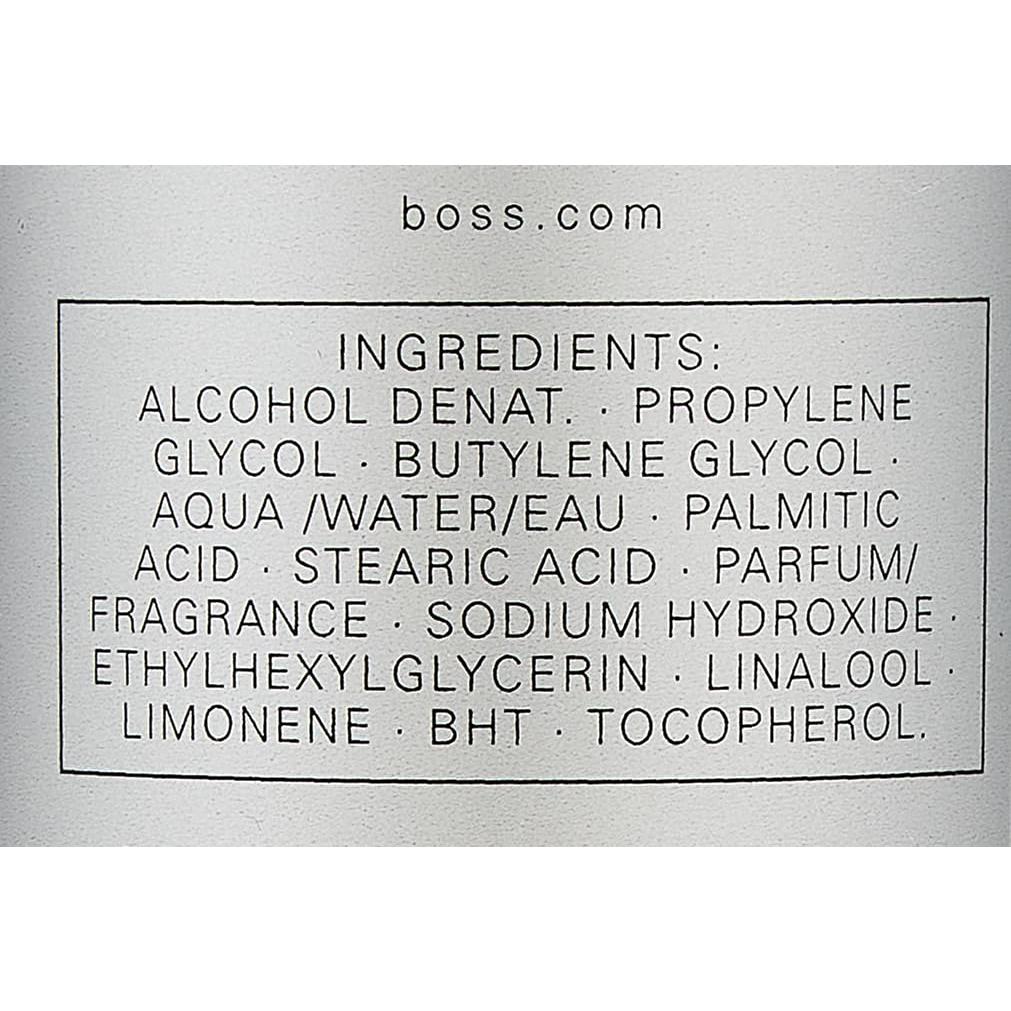 boss.com
INGREDIENTS:
ALCOHOL DENAT. · PROPYLENE
GLYCOL · BUTYLENE GLYCOL ·
AQUA /WATER/EAU · PALMITIC
ACID · STEARIC ACID · PARFUM/
FRAGRANCE · SODIUM HYDROXIDE ·
ETHYLHEXYLGLYCERIN · LINALOOL ·
LIMONENE · BHT · TOCOPHEROL.